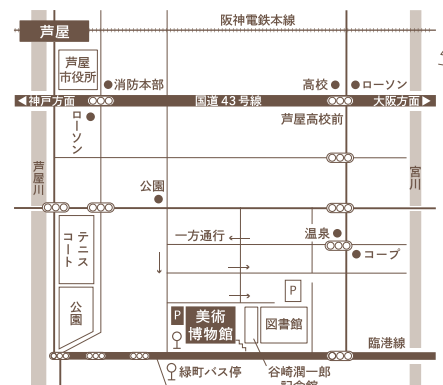 阪神電鉄本線
芦屋
芦屋
市役所
消防本部
高校
ローソン
神戸方面
国道43号線
大阪方面
ローソン
芦屋高校前
芦屋川
宮川
公園
一方通行
温泉
コープ
テニス
コート
公園
P
P
美術
博物館
図書館
臨港線
緑町バス停
谷崎潤一郎
記念館